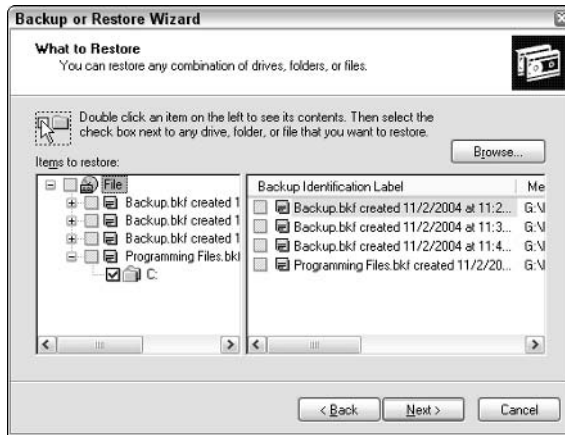 Backup or Restore Wizard
What to Restore
You can restore any combination of drives, folders, or files.
Double click an item on the left to see its contents. Then select the
check box next to any drive, folder, or file that you want to restore.
Browse...
Items to restore:
File
Backup.bkf created 1
Backup.bkf created 1
Backup.bkf created 1
Programming Files.bk
C:
Backup Identification Label Me
Backup.bkf created 11/2/2004 at 11:2... G:\
Backup.bkf created 11/2/2004 at 11:3... G:\
Backup.bkf created 11/2/2004 at 11:4... G:\
Programming Files.bkf created 11/2/20... G:\
< Back Next > Cancel